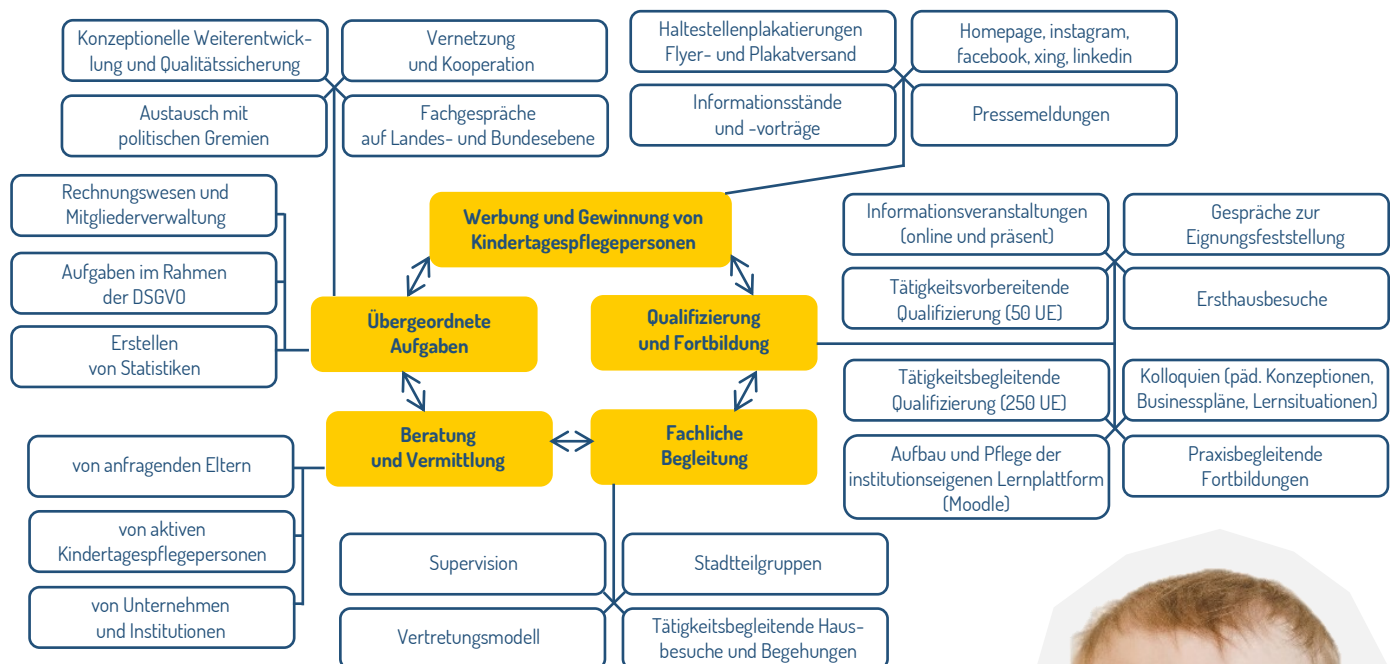 Konzeptionelle Weiterentwick-
lung und Qualitätssicherung
Vernetzung
und Kooperation
Austausch mit
politischen Gremien
Fachgespräche
auf Landes- und Bundesebene
Haltestellenplakatierungen
Flyer- und Plakatversand
Homepage, instagram,
facebook, xing, linkedin
Informationsstände
und -vorträge
Pressemeldungen
Rechnungswesen und
Mitgliederverwaltung
Aufgaben im Rahmen
der DSGVO
Erstellen
von Statistiken
Werbung und Gewinnung von
Kindertagespflegepersonen
Übergeordnete
Aufgaben
Qualifizierung
und Fortbildung
Beratung
und Vermittlung
Fachliche
Begleitung
Informationsveranstaltungen
(online und präsent)
Gespräche zur
Eignungsfeststellung
Tätigkeitsvorbereitende
Qualifizierung (50 UE)
Ersthausbesuche
Tätigkeitsbegleitende
Qualifizierung (250 UE)
Kolloquien (päd. Konzeptionen,
Businesspläne, Lernsituationen)
Aufbau und Pflege der
institutionseigenen Lernplattform
(Moodle)
Praxisbegleitende
Fortbildungen
von anfragenden Eltern
von aktiven
Kindertagespflegepersonen
von Unternehmen
und Institutionen
Supervision
Stadtteilgruppen
Vertretungsmodell
Tätigkeitsbegleitende Haus-
besuche und Begehungen